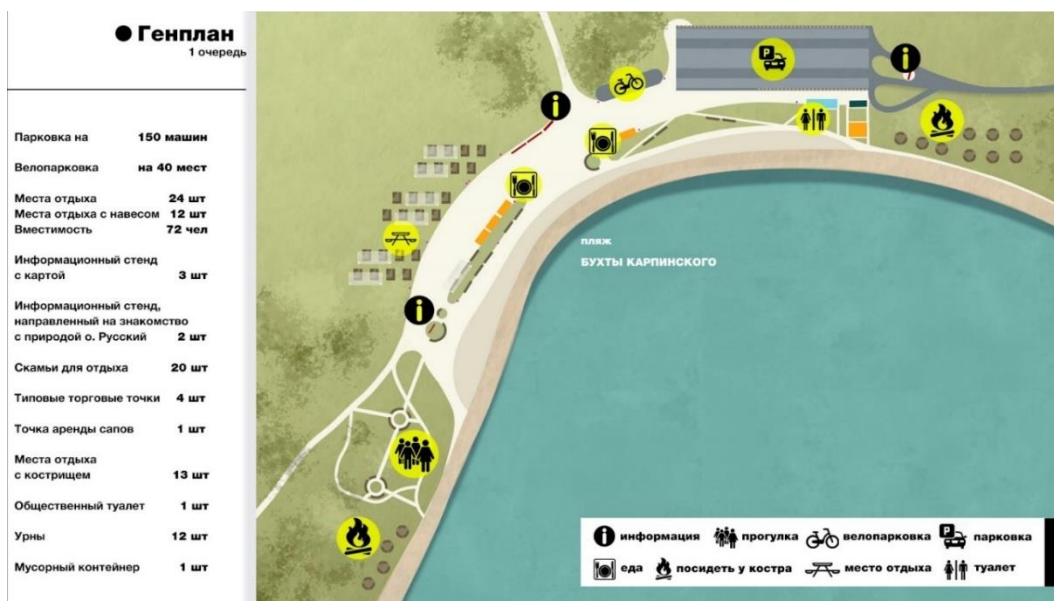 ● Генплан
1 очередь
Парковка на 150 машин
Велопарковка на 40 мест
Места отдыха 24 шт
Места отдыха с навесом 12 шт
Вместимость 72 чел
Информационный стенд
с картой 3 шт
Информационный стенд,
направленный на знакомство
с природой о. Русский 2 шт
Скамьи для отдыха 20 шт
Типовые торговые точки 4 шт
Точка аренды сапов 1 шт
Места отдыха
с кострищем 13 шт
Общественный туалет 1 шт
Урны 12 шт
Мусорный контейнер 1 шт
P
i
i
i
пляж
БУХТЫ КАРПИНСКОГО
i информация прогулка велопарковка P парковка
еда посидеть у костра место отдыха туалет